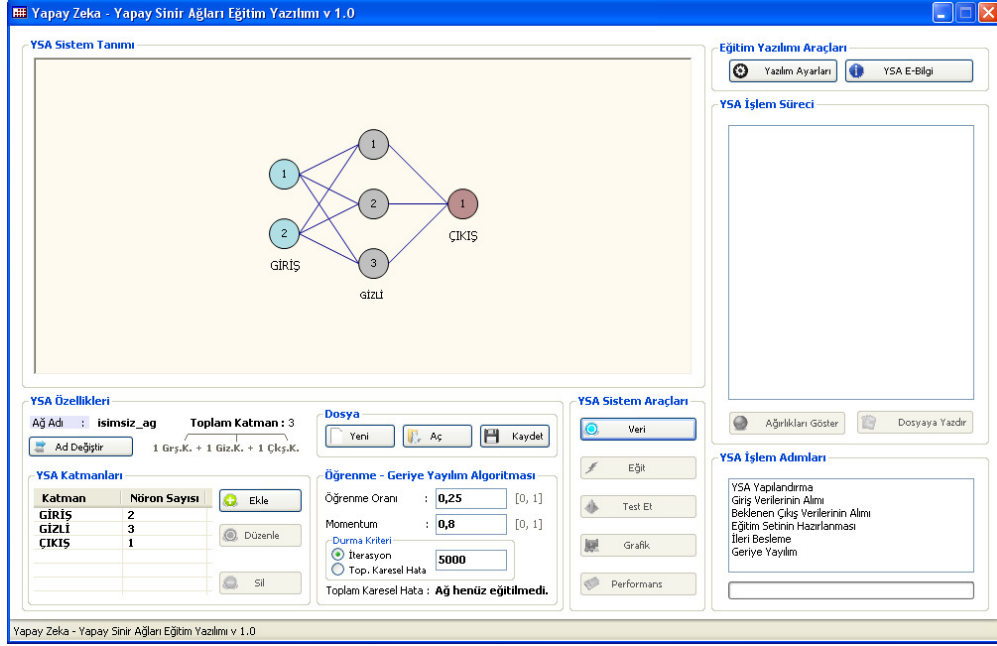 Yapay Zeka - Yapay Sinir Ağları Eğitim Yazılımı v 1.0
YSA Sistem Tanımı
1
1
2
1
2
3
GİRİŞ
GİZLİ
ÇIKIŞ
Eğitim Yazılımı Araçları
Yazılım Ayarları
YSA E-Bilgi
YSA İşlem Süreci
Ağırlıkları Göster
Dosyaya Yazdır
YSA Özellikleri
Ağ Adı : isimsiz_ag
Toplam Katman : 3
Ad Değiştir
1 Grş.K. + 1 Giz.K. + 1 Çkş.K.
YSA Katmanları
Katman Nöron Sayısı
GİRİŞ 2
GİZLİ 3
ÇIKIŞ 1
Ekle
Düzenle
Sil
Dosya
Yeni
Aç
Kaydet
Öğrenme - Geriye Yayılım Algoritması
Öğrenme Oranı : 0,25 [0, 1]
Momentum : 0,8 [0, 1]
Durma Kriteri
İterasyon
Top. Karesel Hata
5000
Toplam Karesel Hata : Ağ henüz eğitilmedi.
YSA Sistem Araçları
Veri
Eğit
Test Et
Grafik
Performans
YSA İşlem Adımları
YSA Yapılandırma
Giriş Verilerinin Alımı
Beklenen Çıkış Verilerinin Alımı
Eğitim Setinin Hazırlanması
İleri Besleme
Geriye Yayılım
Yapay Zeka - Yapay Sinir Ağları Eğitim Yazılımı v 1.0